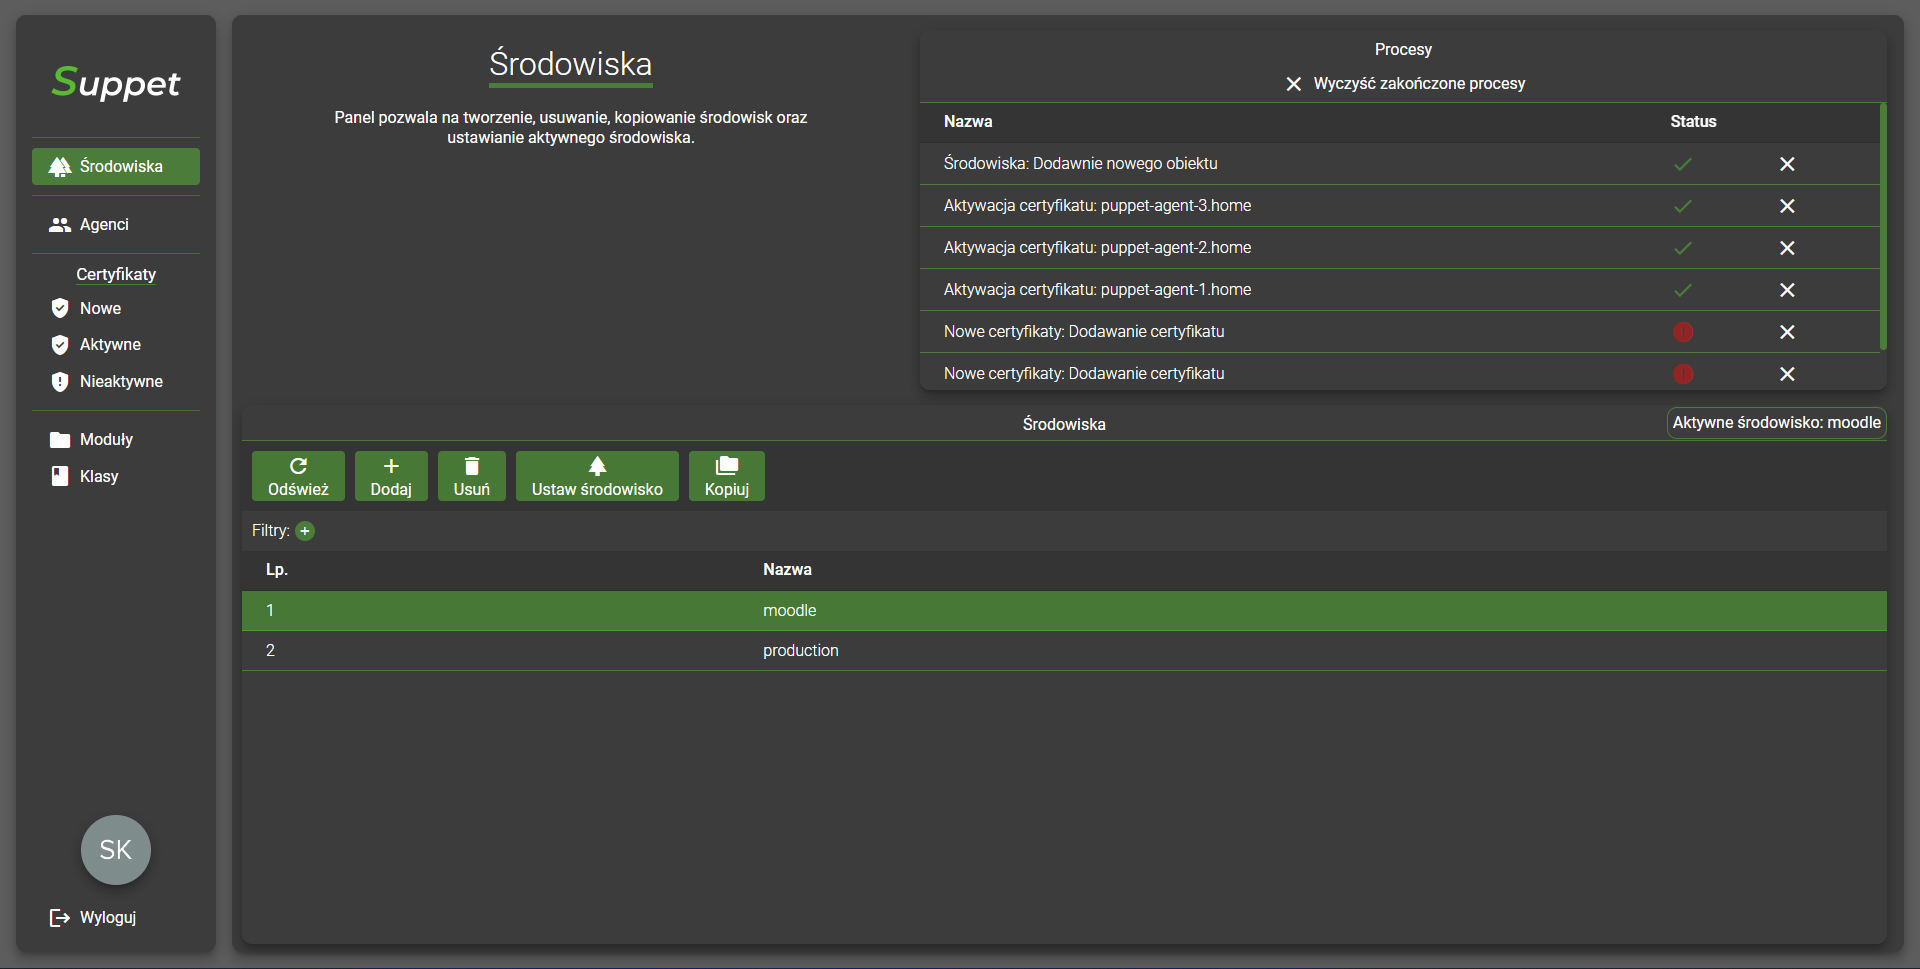 Suppet
Środowiska
Agenci
Certyfikaty
Nowe
Aktywne
Nieaktywne
Moduły
Klasy
SK
Wyloguj
Środowiska
Panel pozwala na tworzenie, usuwanie, kopiowanie środowisk oraz
ustawianie aktywnego środowiska.
Procesy
Wyczyść zakończone procesy
Nazwa Status
Środowiska: Dodawnie nowego obiektu
Aktywacja certyfikatu: puppet-agent-3.home
Aktywacja certyfikatu: puppet-agent-2.home
Aktywacja certyfikatu: puppet-agent-1.home
Nowe certyfikaty: Dodawanie certyfikatu
Nowe certyfikaty: Dodawanie certyfikatu
Środowiska Aktywne środowisko: moodle
Odśwież Dodaj Usuń Ustaw środowisko Kopiuj
Filtry:
Lp. Nazwa
1 moodle
2 production